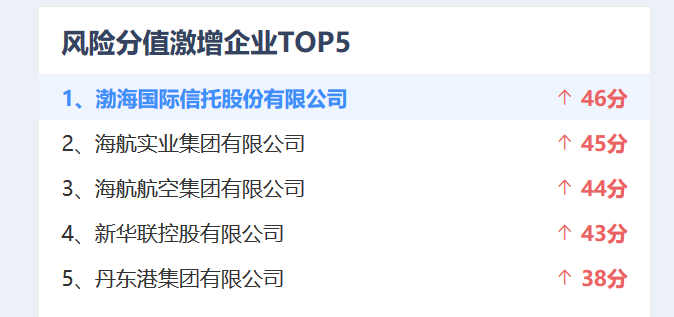 风险分值激增企业TOP5
1、渤海国际信托股份有限公司 ↑ 46分
2、海航实业集团有限公司 ↑ 45分
3、海航航空集团有限公司 ↑ 44分
4、新华联控股有限公司 ↑ 43分
5、丹东港集团有限公司 ↑ 38分